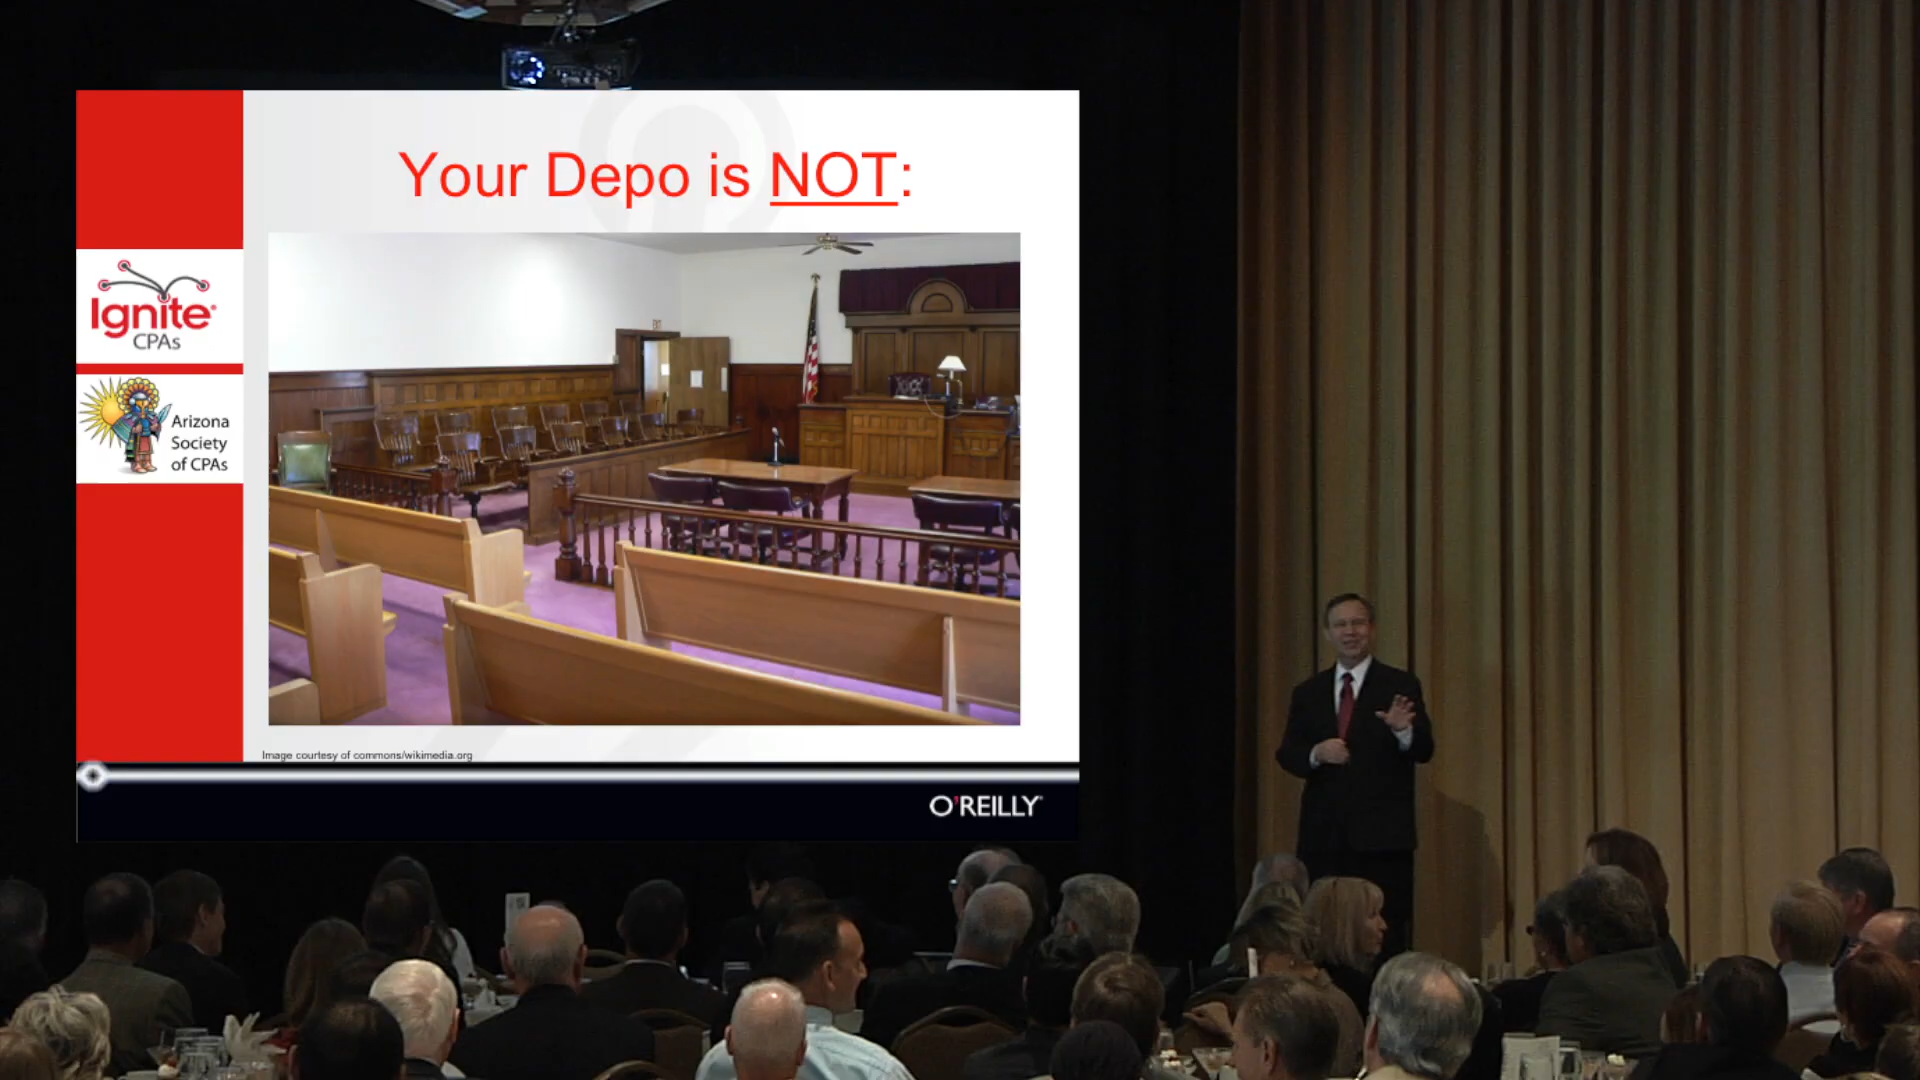 Your Depo is NOT:
Ignite
CPAs
Arizona
Society
of CPAs
Image courtesy of commons/wikimedia.org
O'REILLY